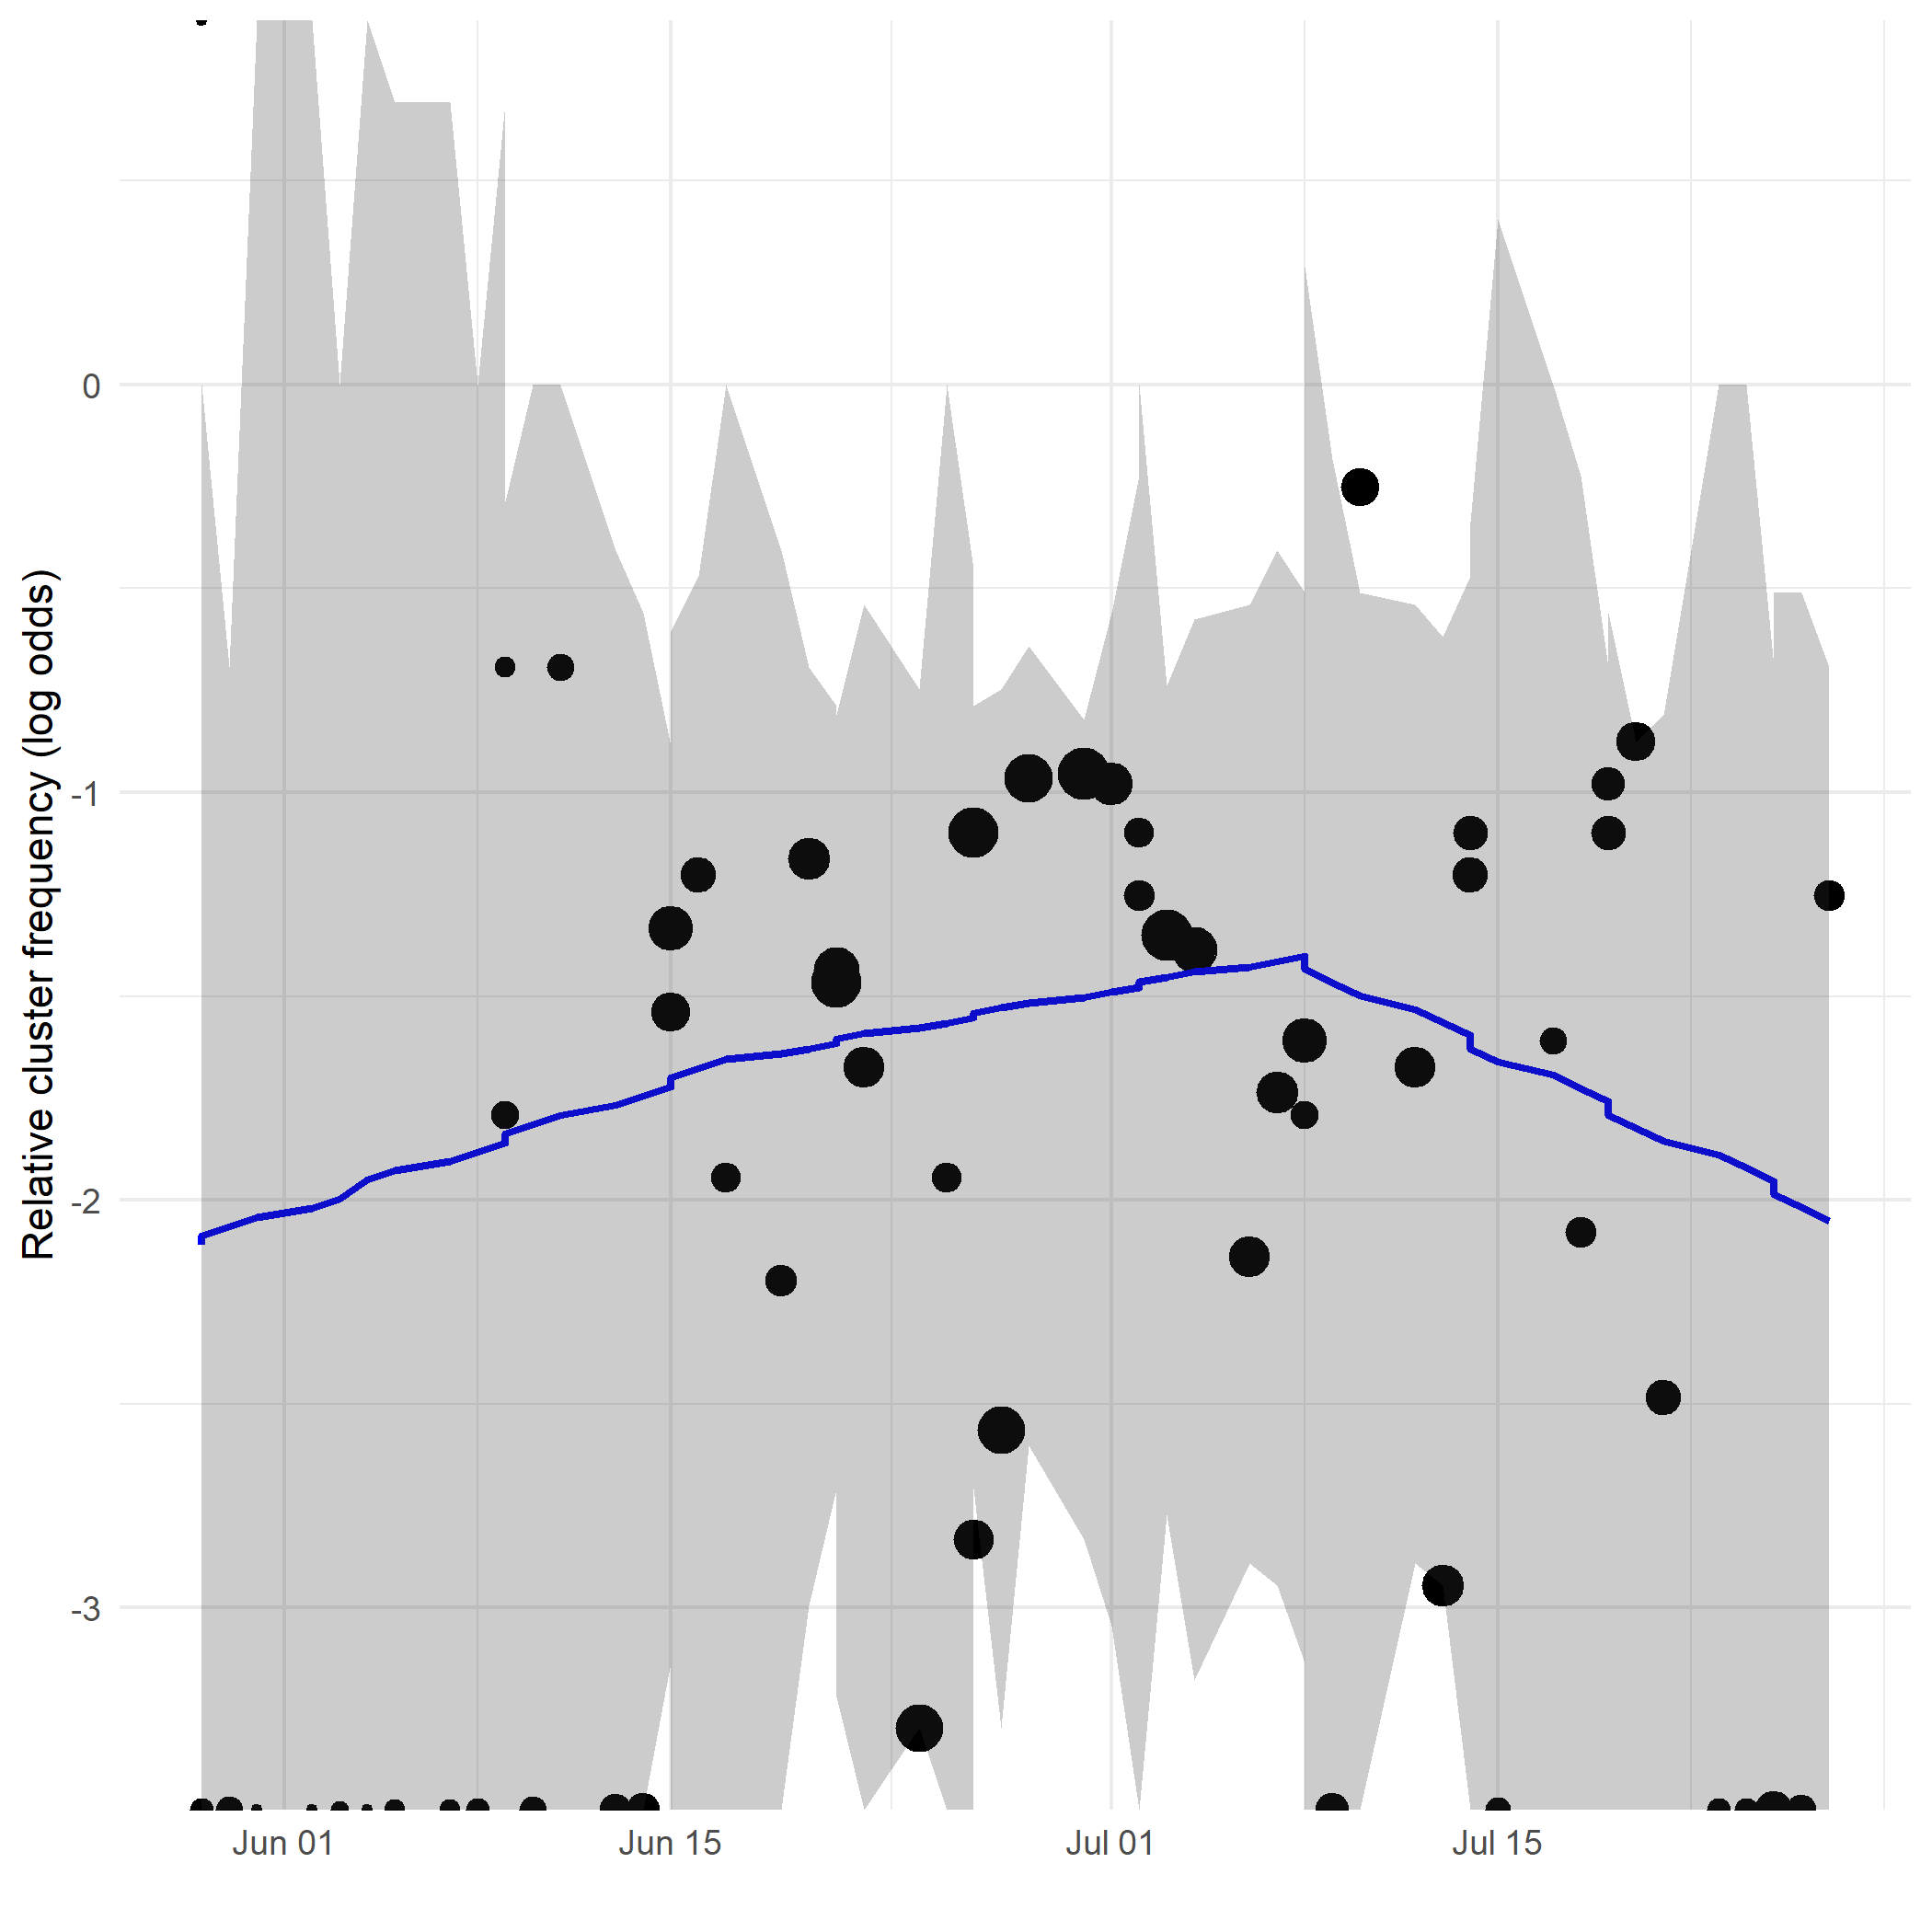 Relative cluster frequency (log odds)
0
-1
-2
-3
Jun 01
Jun 15
Jul 01
Jul 15